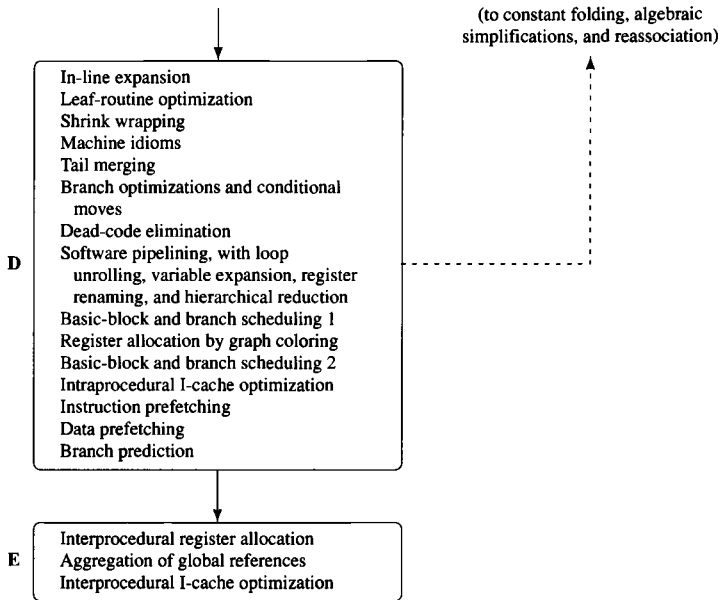 (to constant folding, algebraic
simplifications, and reassociation)
D
In-line expansion
Leaf-routine optimization
Shrink wrapping
Machine idioms
Tail merging
Branch optimizations and conditional
moves
Dead-code elimination
Software pipelining, with loop
unrolling, variable expansion, register
renaming, and hierarchical reduction
Basic-block and branch scheduling 1
Register allocation by graph coloring
Basic-block and branch scheduling 2
Intraprocedural I-cache optimization
Instruction prefetching
Data prefetching
Branch prediction
E
Interprocedural register allocation
Aggregation of global references
Interprocedural I-cache optimization